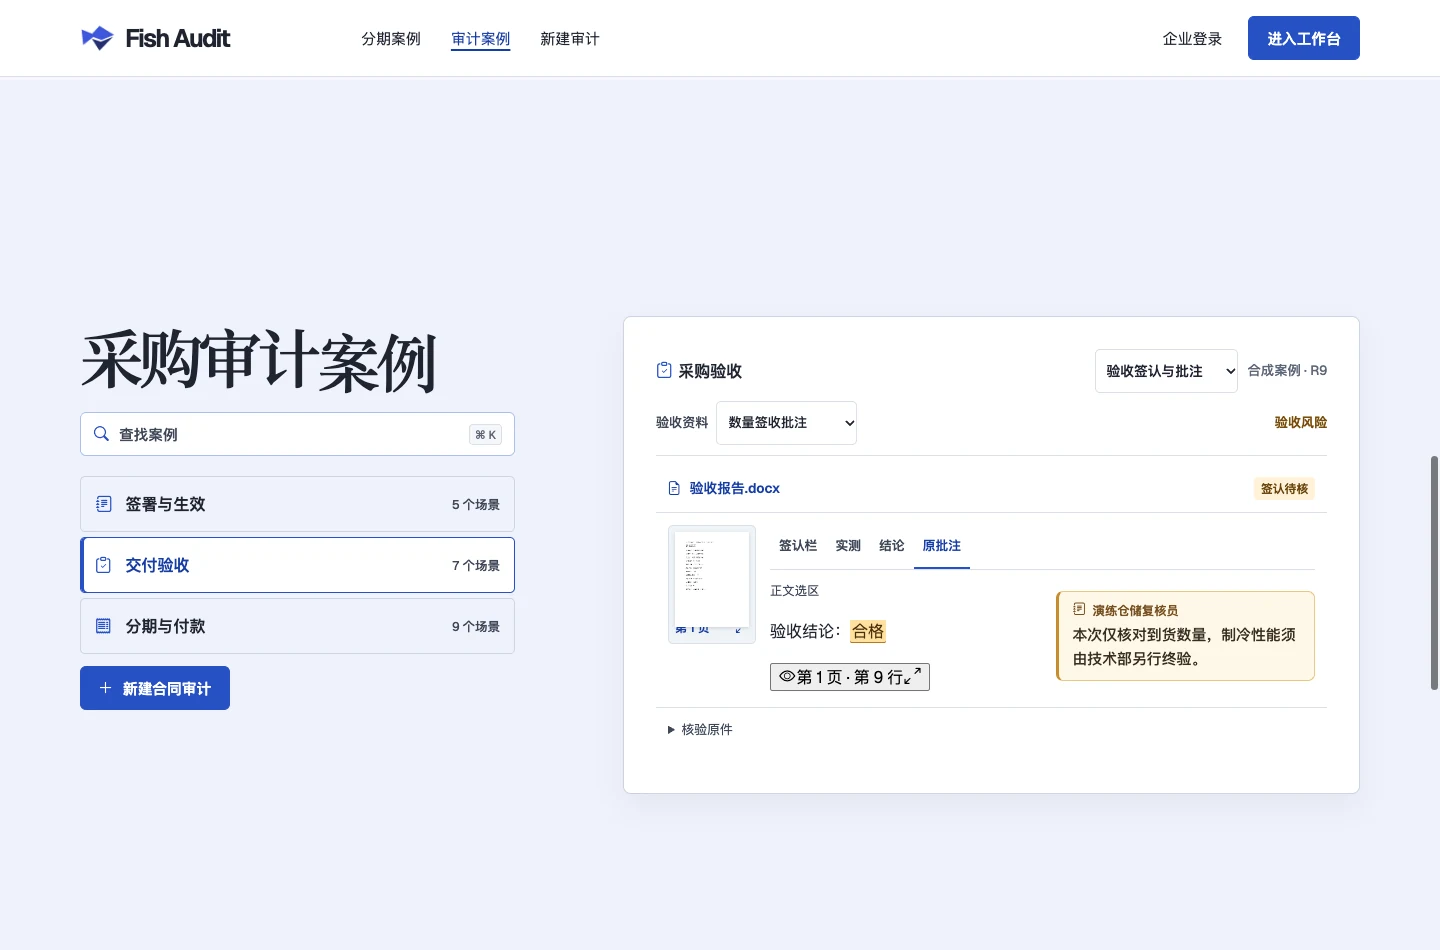 Fish Audit
分期案例
审计案例
新建审计
企业登录
进入工作台
采购审计案例
查找案例
⌘ K
签署与生效
5 个场景
交付验收
7 个场景
分期与付款
9 个场景
+ 新建合同审计
采购验收
验收签认与批注
合成案例 · R9
验收资料
数量签收批注
验收风险
验收报告.docx
签认待核
第 1 页
签认栏
实测
结论
原批注
正文选区
验收结论：合格
第 1 页 · 第 9 行
演练仓储复核员
本次仅核对到货数量，制冷性能须
由技术部另行终验。
核验原件